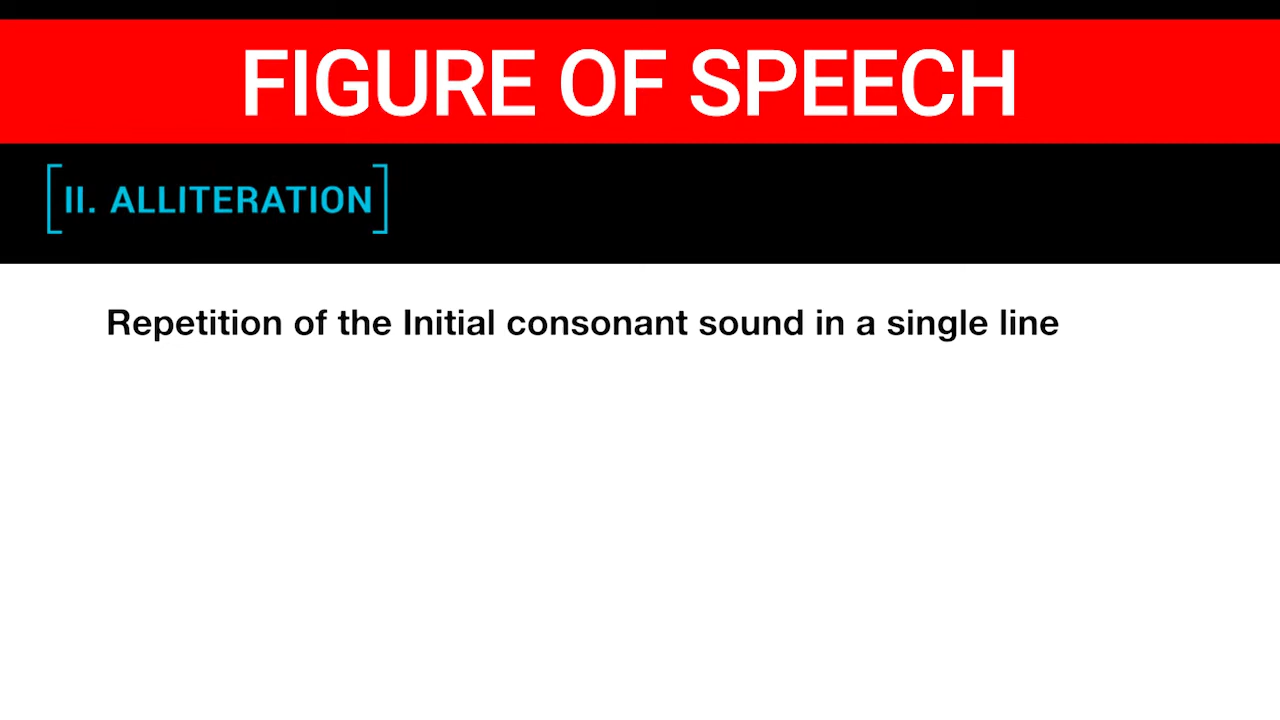 FIGURE OF SPEECH
[II. ALLITERATION]
Repetition of the Initial consonant sound in a single line